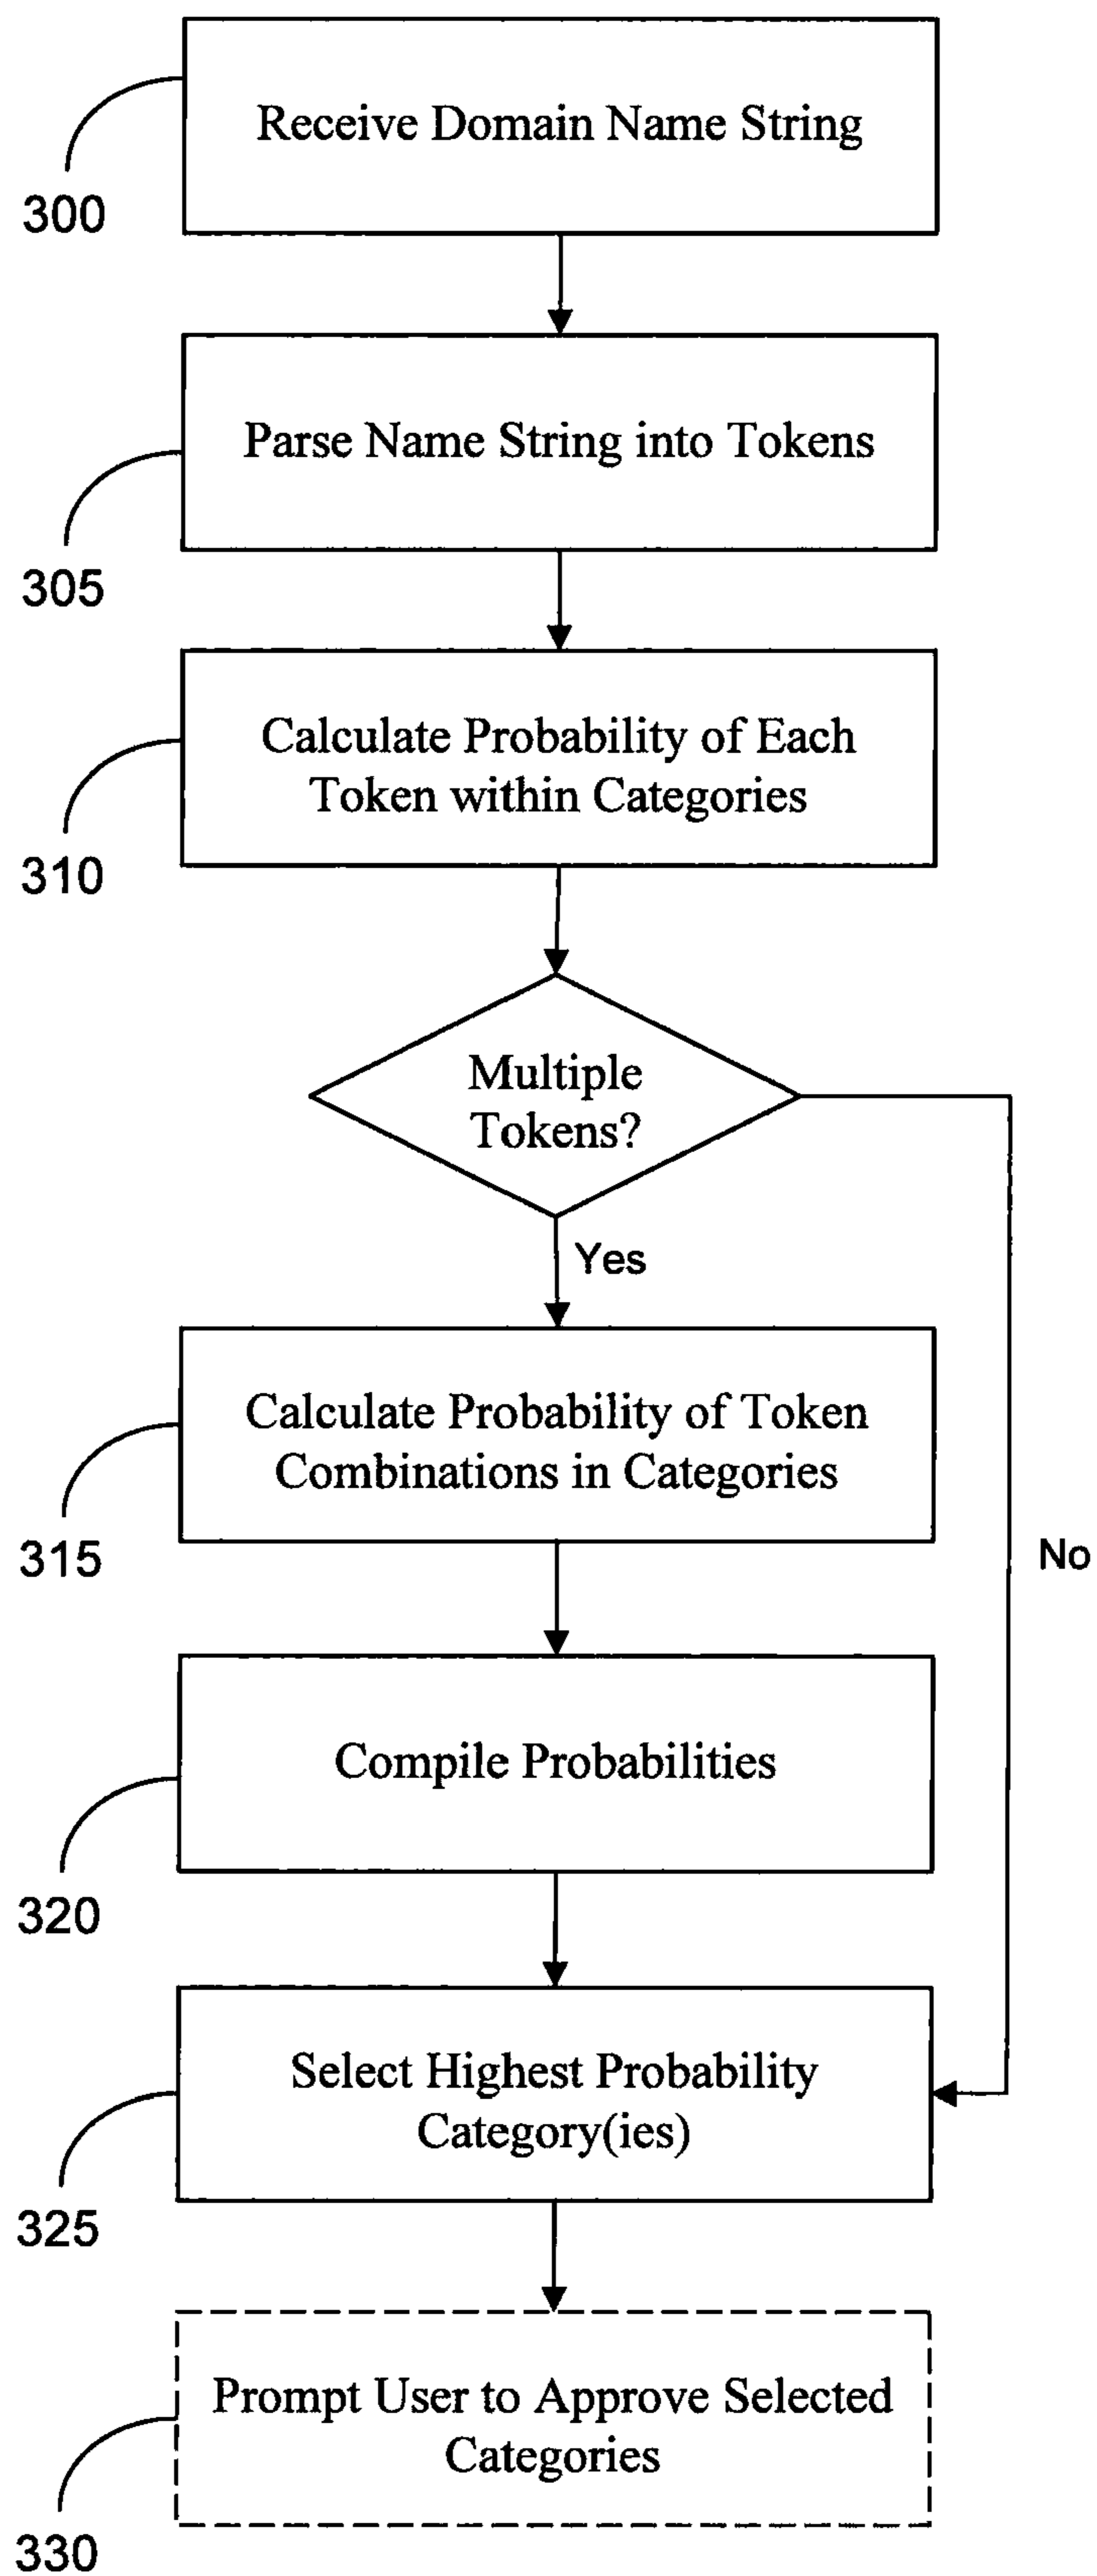 Receive Domain Name String
300
Parse Name String into Tokens
305
Calculate Probability of Each
Token within Categories
310
Multiple
Tokens?
Yes
Calculate Probability of Token
Combinations in Categories
315
No
Compile Probabilities
320
Select Highest Probability
Category(ies)
325
Prompt User to Approve Selected
Categories
330